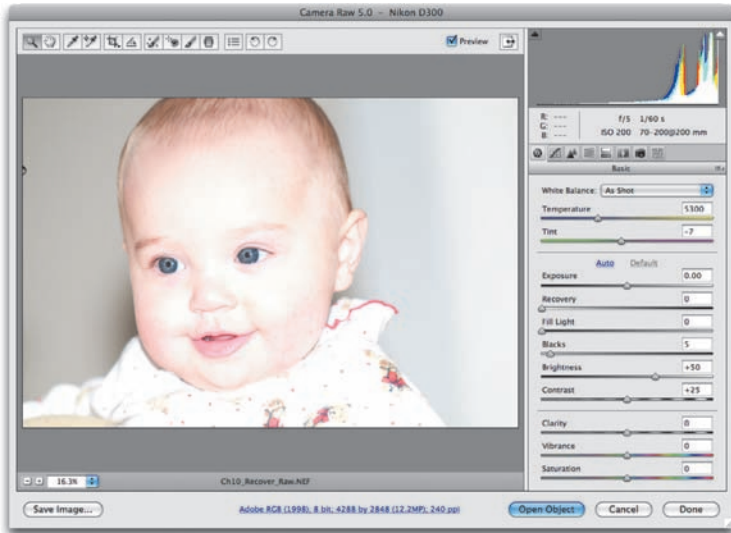 Camera Raw 5.0 – Nikon D300
Preview
R: ---
G: ---
B: ---
f/5 1/60 s
ISO 200 70-200@200 mm
Basic
White Balance: As Shot
Temperature 5300
Tint -7
Auto Default
Exposure 0.00
Recovery 0
Fill Light 0
Blacks 5
Brightness +50
Contrast +25
Clarity 0
Vibrance 0
Saturation 0
16.3% Ch10_Recover_Raw.NEF
Save Image... Adobe RGB (1998); 8 bit; 4288 by 2848 (12.2MP); 240 ppi Open Object Cancel Done